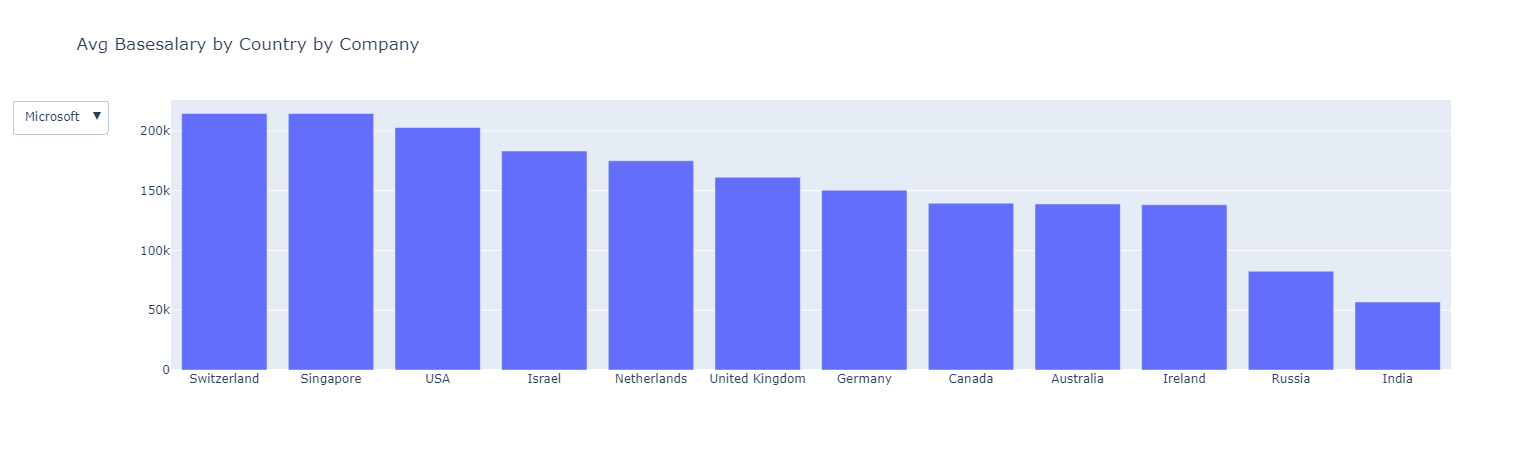 Avg Basesalary by Country by Company
Microsoft ▼
200k
150k
100k
50k
0
Switzerland Singapore USA Israel Netherlands United Kingdom Germany Canada Australia Ireland Russia India